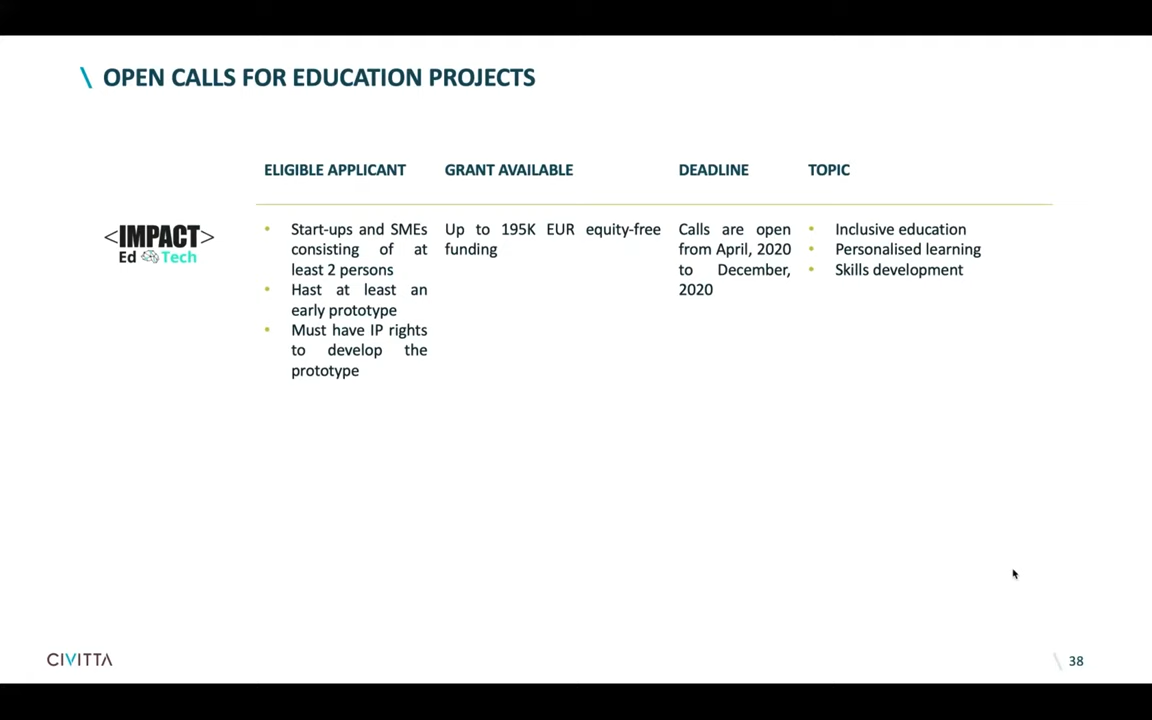 \ OPEN CALLS FOR EDUCATION PROJECTS
ELIGIBLE APPLICANT GRANT AVAILABLE DEADLINE TOPIC
<IMPACT>
Ed Tech
• Start-ups and SMEs
consisting of at
least 2 persons
• Hast at least an
early prototype
• Must have IP rights
to develop the
prototype
Up to 195K EUR equity-free
funding
Calls are open
from April, 2020
to December,
2020
• Inclusive education
• Personalised learning
• Skills development
CIVITTA
\ 38